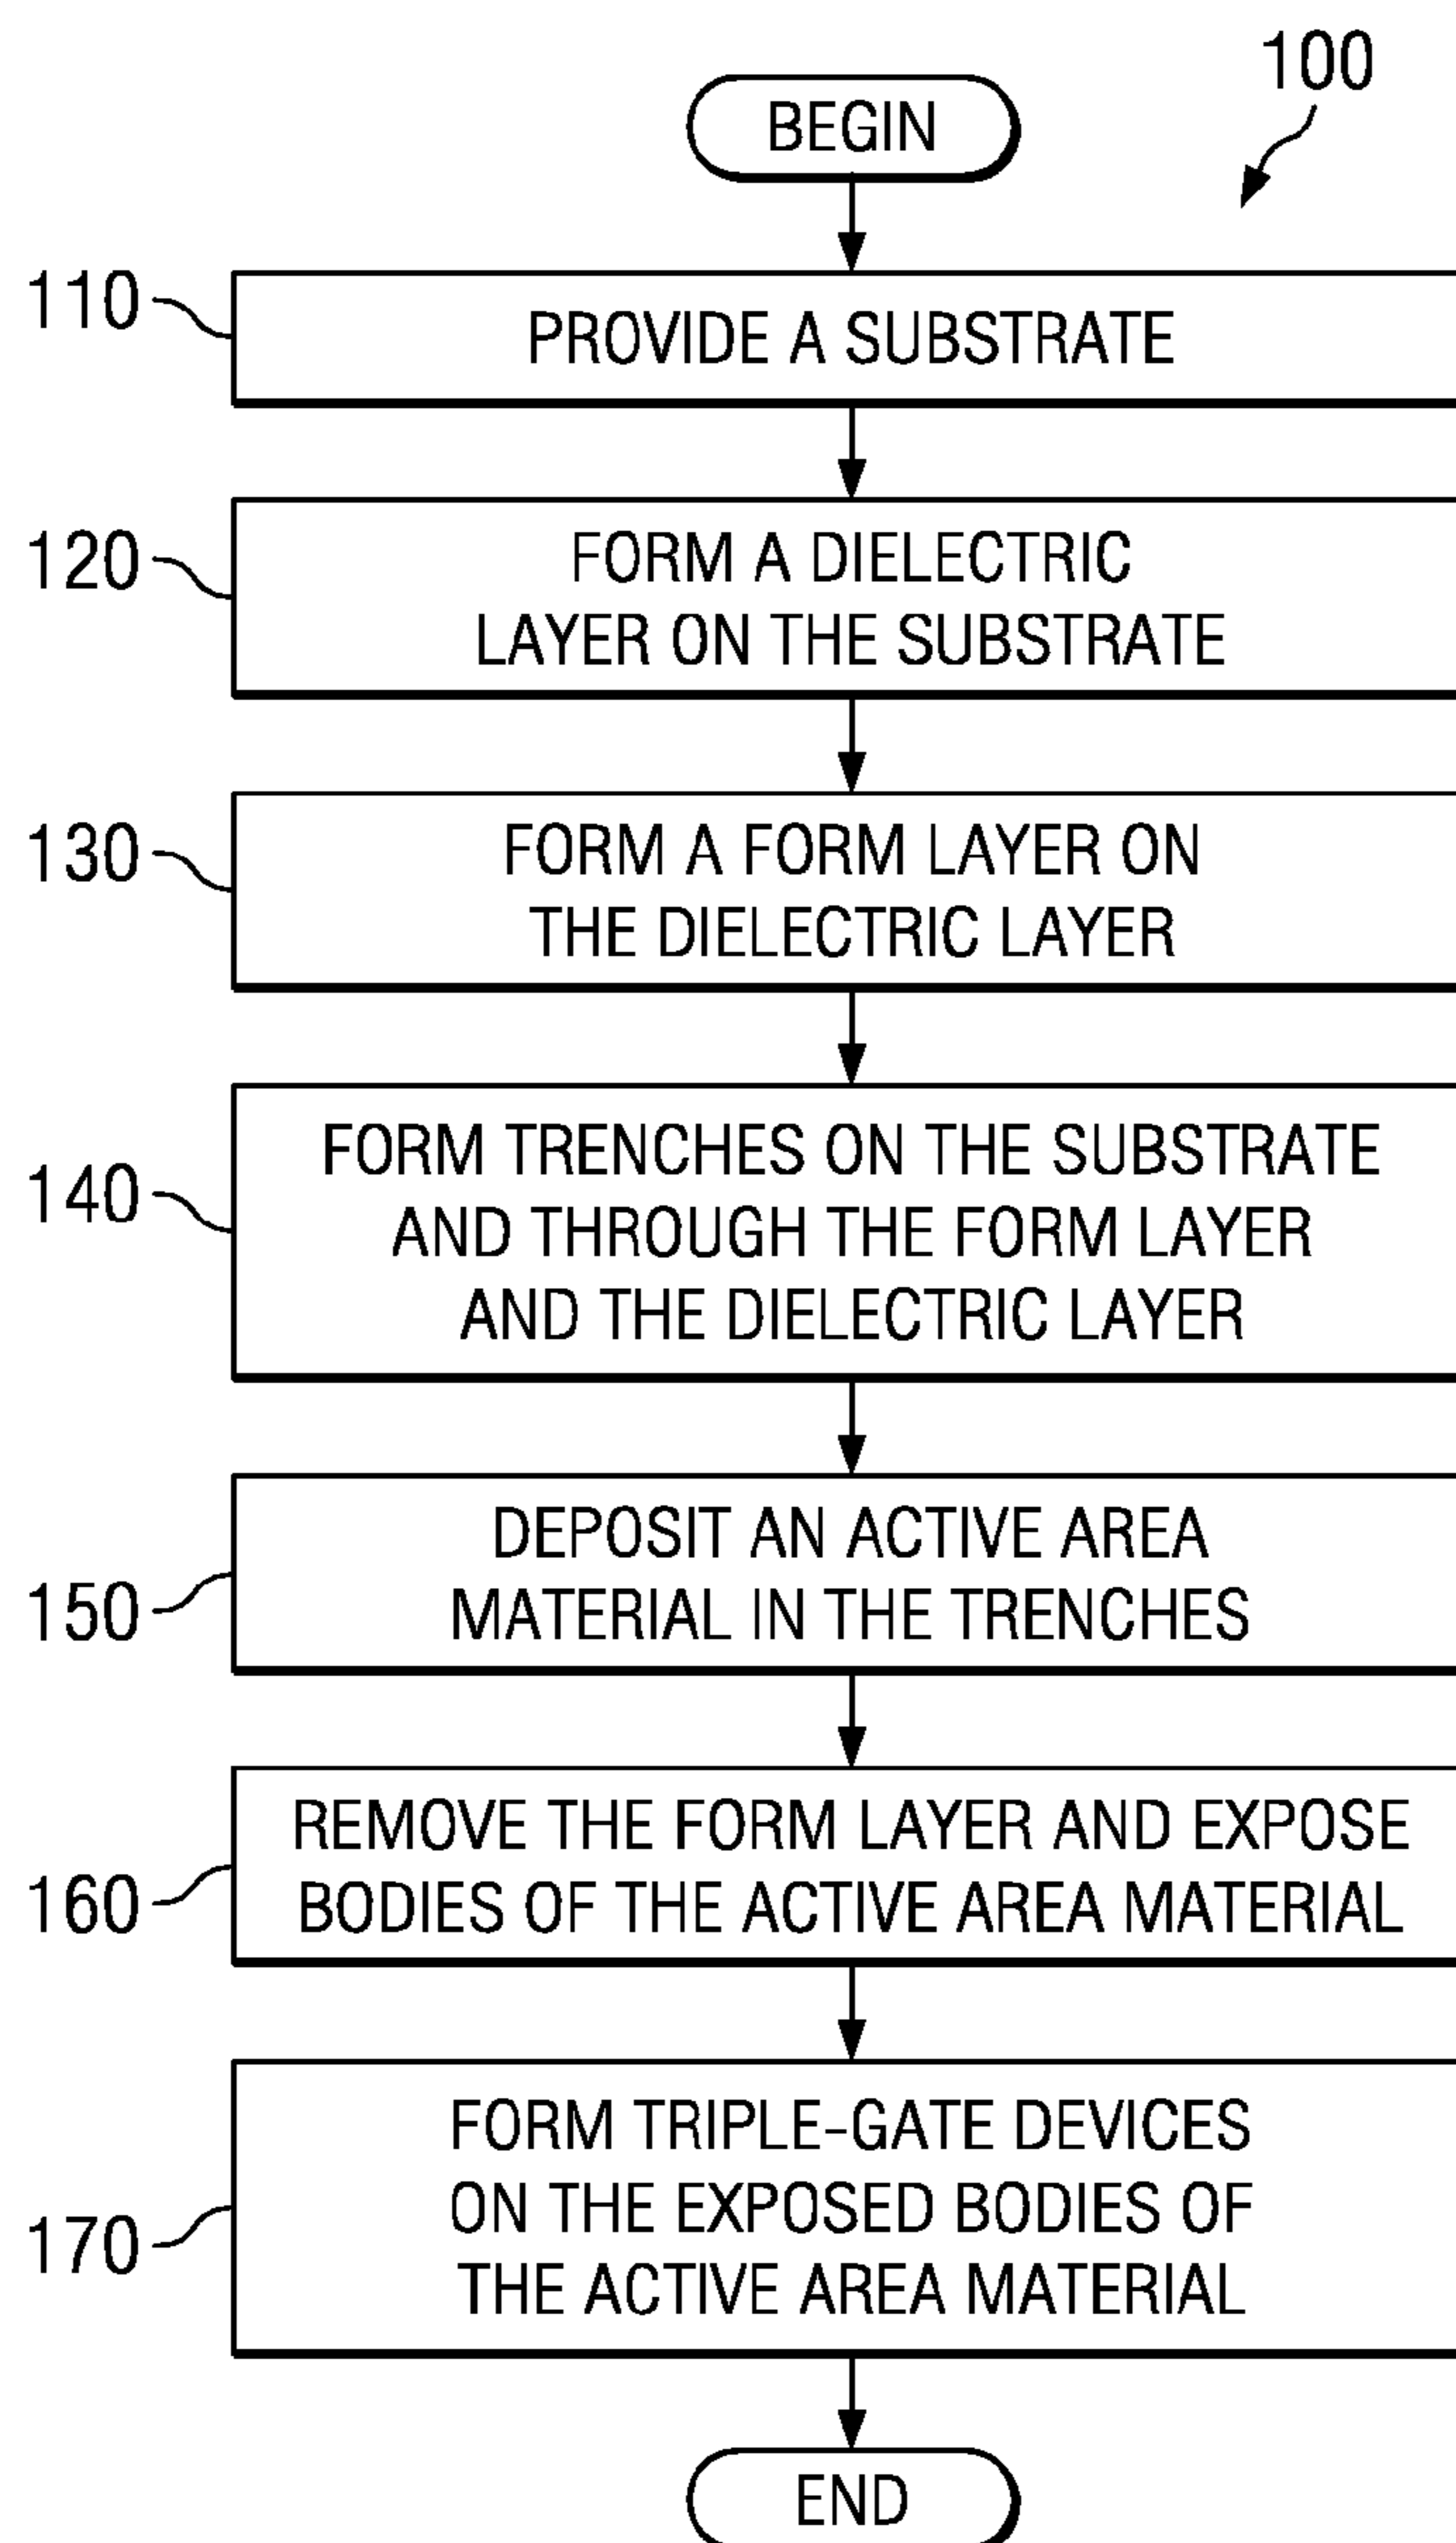 100
BEGIN
110
PROVIDE A SUBSTRATE
120
FORM A DIELECTRIC
LAYER ON THE SUBSTRATE
130
FORM A FORM LAYER ON
THE DIELECTRIC LAYER
140
FORM TRENCHES ON THE SUBSTRATE
AND THROUGH THE FORM LAYER
AND THE DIELECTRIC LAYER
150
DEPOSIT AN ACTIVE AREA
MATERIAL IN THE TRENCHES
160
REMOVE THE FORM LAYER AND EXPOSE
BODIES OF THE ACTIVE AREA MATERIAL
170
FORM TRIPLE-GATE DEVICES
ON THE EXPOSED BODIES OF
THE ACTIVE AREA MATERIAL
END